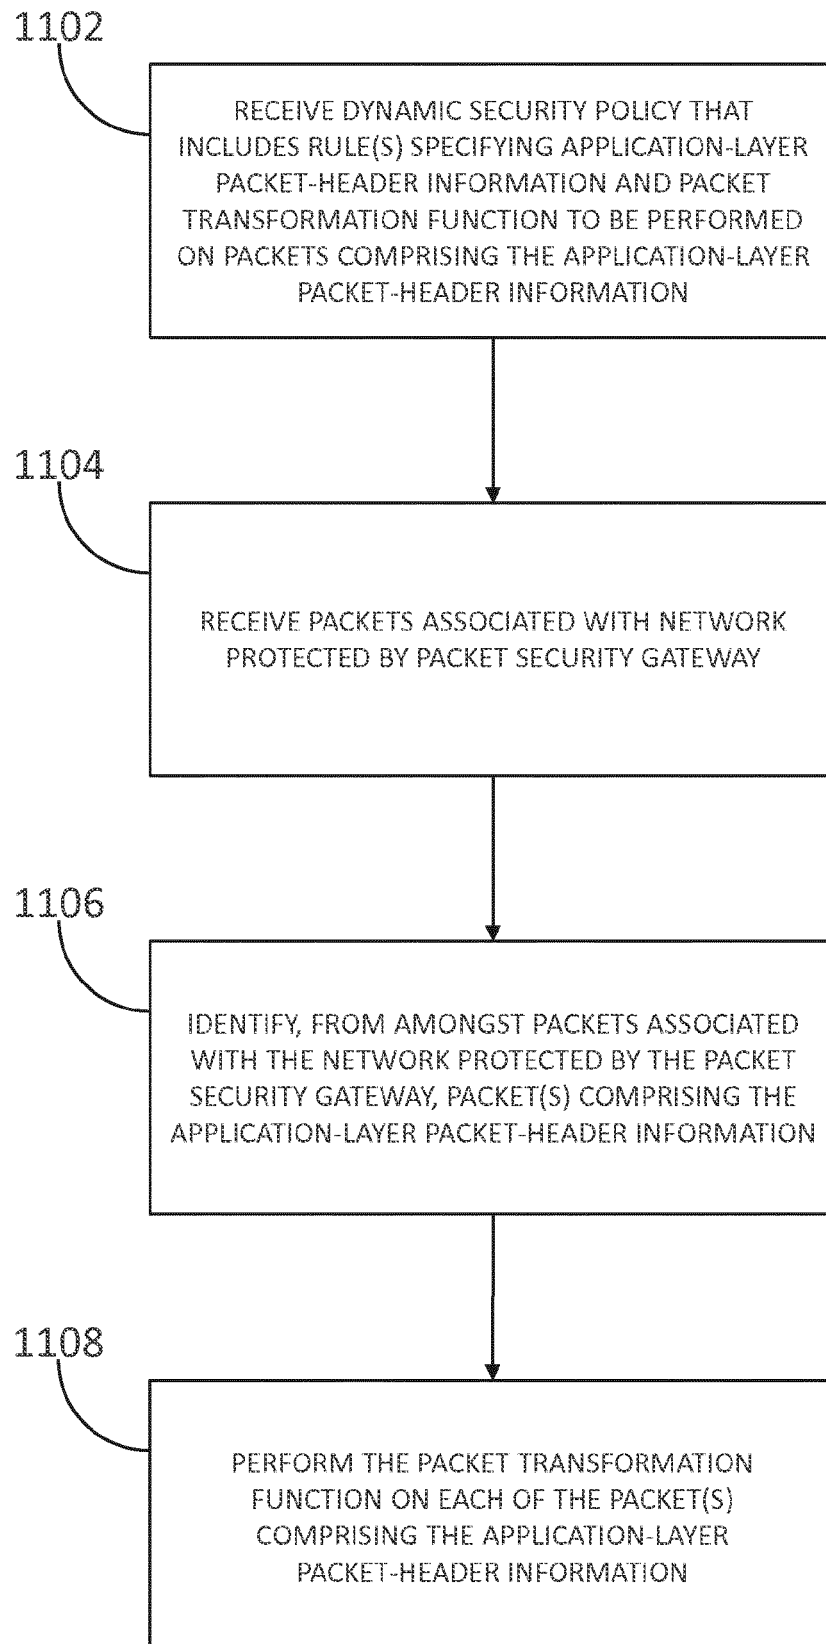 1102
RECEIVE DYNAMIC SECURITY POLICY THAT
INCLUDES RULE(S) SPECIFYING APPLICATION-LAYER
PACKET-HEADER INFORMATION AND PACKET
TRANSFORMATION FUNCTION TO BE PERFORMED
ON PACKETS COMPRISING THE APPLICATION-LAYER
PACKET-HEADER INFORMATION
1104
RECEIVE PACKETS ASSOCIATED WITH NETWORK
PROTECTED BY PACKET SECURITY GATEWAY
1106
IDENTIFY, FROM AMONGST PACKETS ASSOCIATED
WITH THE NETWORK PROTECTED BY THE PACKET
SECURITY GATEWAY, PACKET(S) COMPRISING THE
APPLICATION-LAYER PACKET-HEADER INFORMATION
1108
PERFORM THE PACKET TRANSFORMATION
FUNCTION ON EACH OF THE PACKET(S)
COMPRISING THE APPLICATION-LAYER
PACKET-HEADER INFORMATION